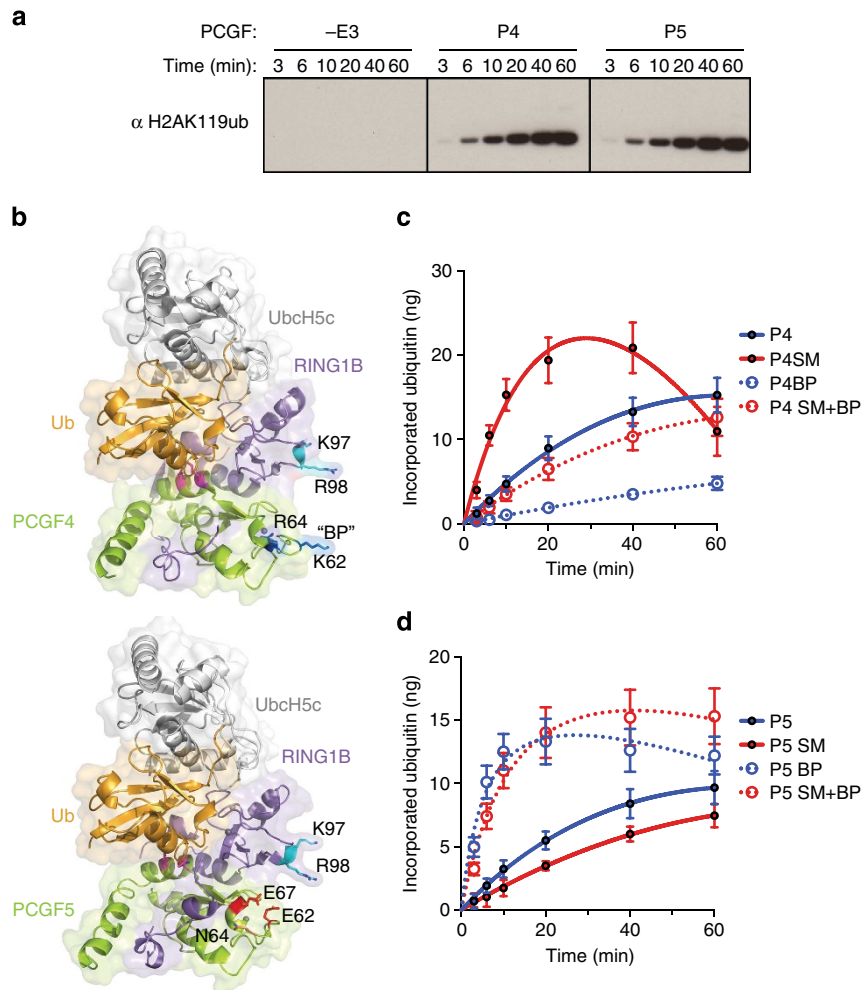 a
PCGF: –E3 P4 P5
Time (min): 3 6 10 20 40 60 3 6 10 20 40 60 3 6 10 20 40 60
α H2AK119ub
b
UbcH5c
RING1B
Ub
K97
R98
PCGF4
R64 "BP"
K62
UbcH5c
RING1B
Ub
K97
R98
PCGF5
E67
E62
N64
c
Incorporated ubiquitin (ng)
30
20
10
0
0 20 40 60
Time (min)
P4
P4SM
P4BP
P4 SM+BP
d
Incorporated ubiquitin (ng)
20
15
10
5
0
0 20 40 60
Time (min)
P5
P5 SM
P5 BP
P5 SM+BP